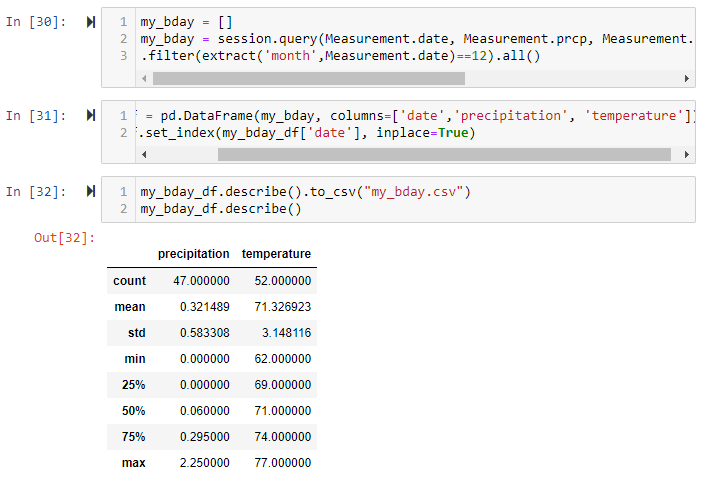 In [30]:
1 my_bday = []
2 my_bday = session.query(Measurement.date, Measurement.prcp, Measurement.
3 .filter(extract('month',Measurement.date)==12).all()
In [31]:
1 = pd.DataFrame(my_bday, columns=['date','precipitation', 'temperature'])
2 .set_index(my_bday_df['date'], inplace=True)
In [32]:
1 my_bday_df.describe().to_csv("my_bday.csv")
2 my_bday_df.describe()
Out[32]:
precipitation temperature
count 47.000000 52.000000
mean 0.321489 71.326923
std 0.583308 3.148116
min 0.000000 62.000000
25% 0.000000 69.000000
50% 0.060000 71.000000
75% 0.295000 74.000000
max 2.250000 77.000000